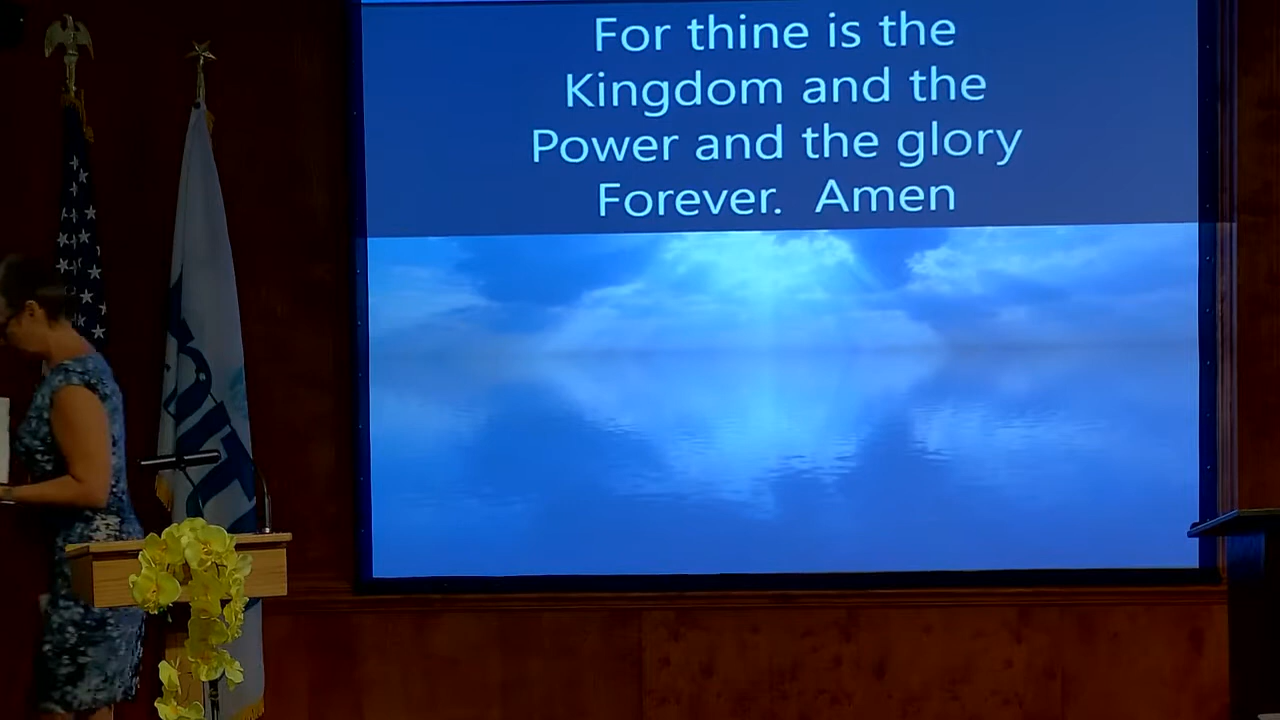 For thine is the
Kingdom and the
Power and the glory
Forever.  Amen